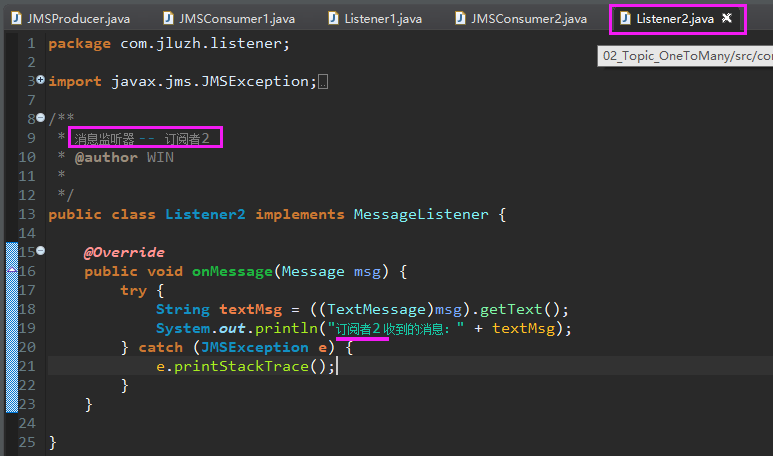 JMSProducer.java JMSConsumer1.java Listener1.java JMSConsumer2.java Listener2.java
02_Topic_OneToMany/src/co
1 package com.jluzh.listener;
2
3 import javax.jms.JMSException;
7
8 /**
9 * 消息监听器 -- 订阅者2
10 * @author WIN
11 *
12 */
13 public class Listener2 implements MessageListener {
14
15 @Override
16 public void onMessage(Message msg) {
17 try {
18 String textMsg = ((TextMessage)msg).getText();
19 System.out.println("订阅者2收到的消息：" + textMsg);
20 } catch (JMSException e) {
21 e.printStackTrace();
22 }
23 }
24
25 }